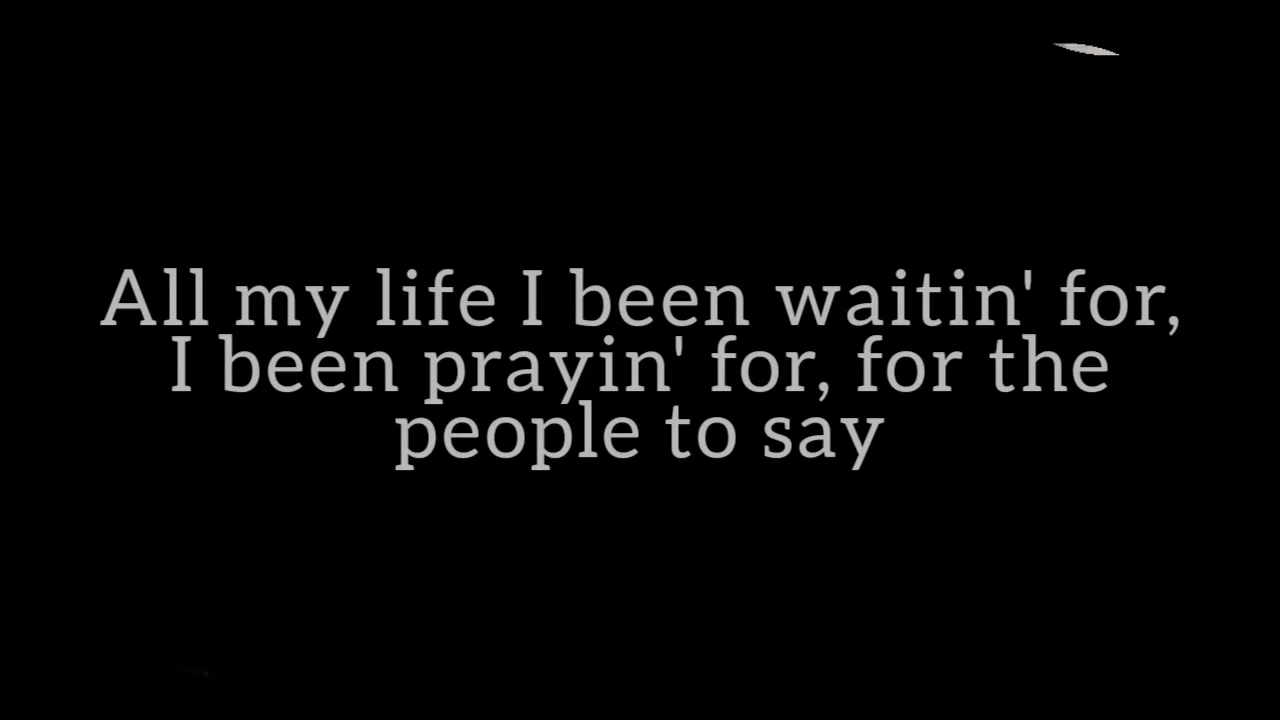 All my life I been waitin' for,
I been prayin' for, for the
people to say